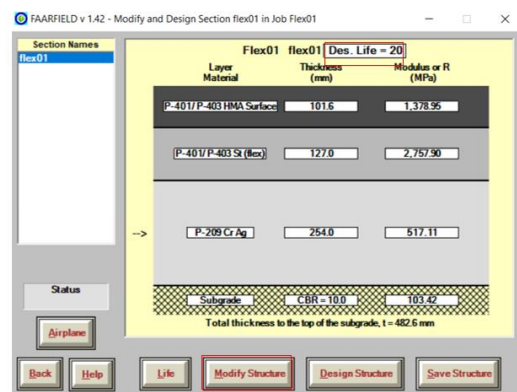 FAARFIELD v 1.42 - Modify and Design Section flex01 in Job Flex01
Section Names
flex01
Flex01 flex01 Des. Life = 20
Layer Material Thickness (mm) Modulus or R (MPa)
P-401/ P-403 HMA Surface 101.6 1,378.95
P-401/ P-403 St (flex) 127.0 2,757.90
--> P-209 Cr Ag 254.0 517.11
Subgrade CBR = 10.0 103.42
Total thickness to the top of the subgrade, t = 482.6 mm
Status
Airplane
Back Help Life Modify Structure Design Structure Save Structure